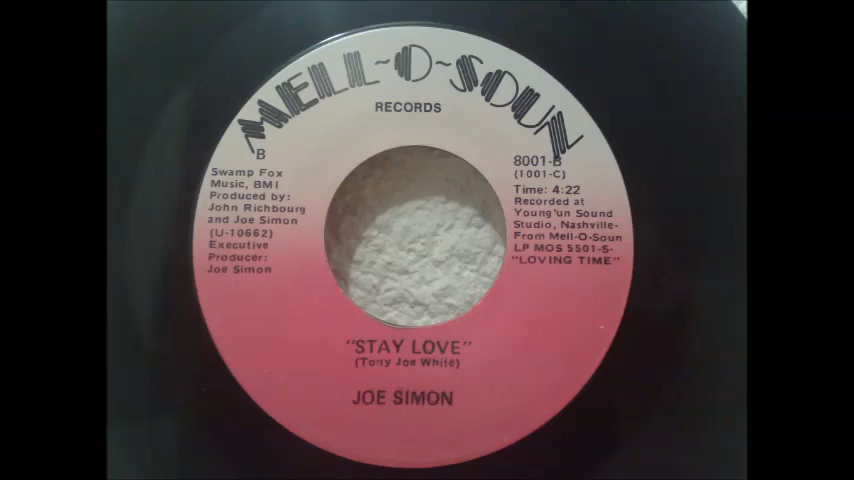 MELL-O-SOUN
RECORDS
B
Swamp Fox
Music, BMI
Produced by:
John Richbourg
and Joe Simon
(U-10662)
Executive
Producer:
Joe Simon
8001-B
(1001-C)
Time: 4:22
Recorded at
Young'un Sound
Studio, Nashville-
From Mell-O-Soun
LP MOS 5501-S-
"LOVING TIME"
"STAY LOVE"
(Tony Joe White)
JOE SIMON